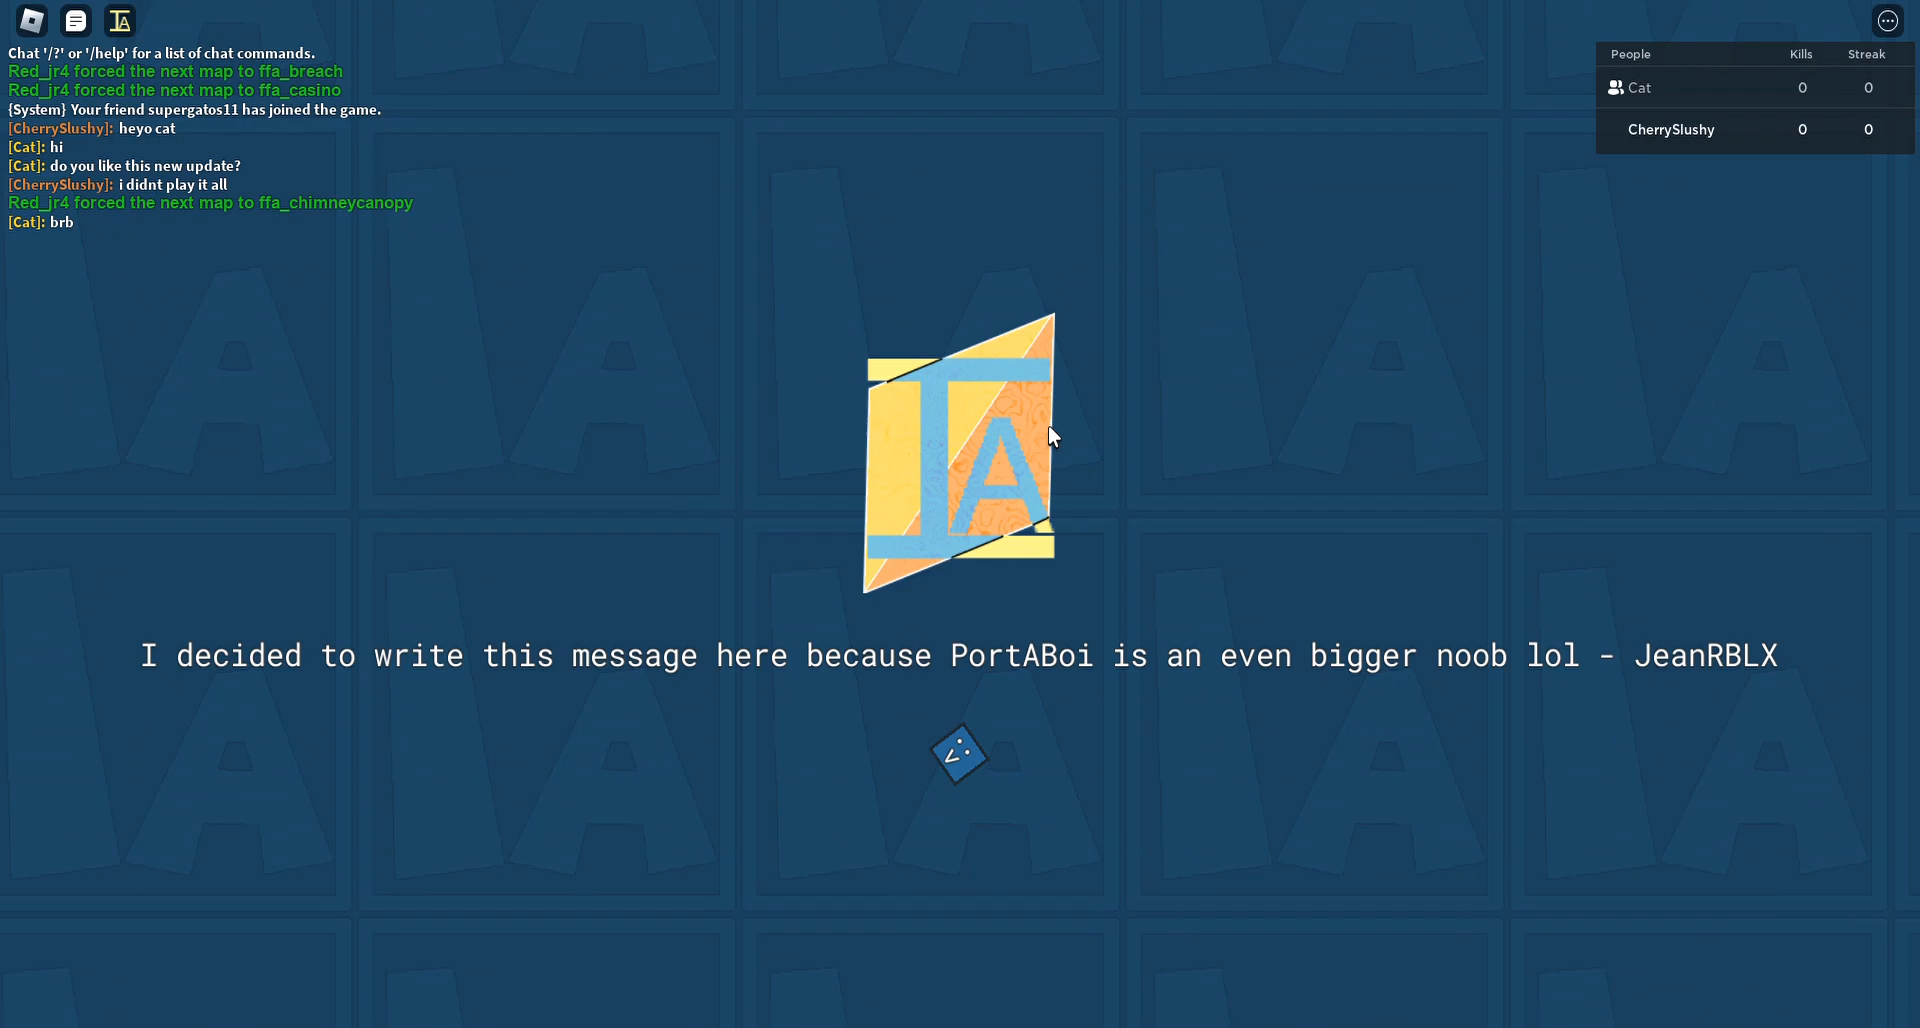 IA
Chat '/?' or '/help' for a list of chat commands.
Red_jr4 forced the next map to ffa_breach
Red_jr4 forced the next map to ffa_casino
{System} Your friend supergatos11 has joined the game.
[CherrySlushy]: heyo cat
[Cat]: hi
[Cat]: do you like this new update?
[CherrySlushy]: i didnt play it all
Red_jr4 forced the next map to ffa_chimneycanopy
[Cat]: brb
People Kills Streak
Cat 0 0
CherrySlushy 0 0
IA
I decided to write this message here because PortABoi is an even bigger noob lol - JeanRBLX